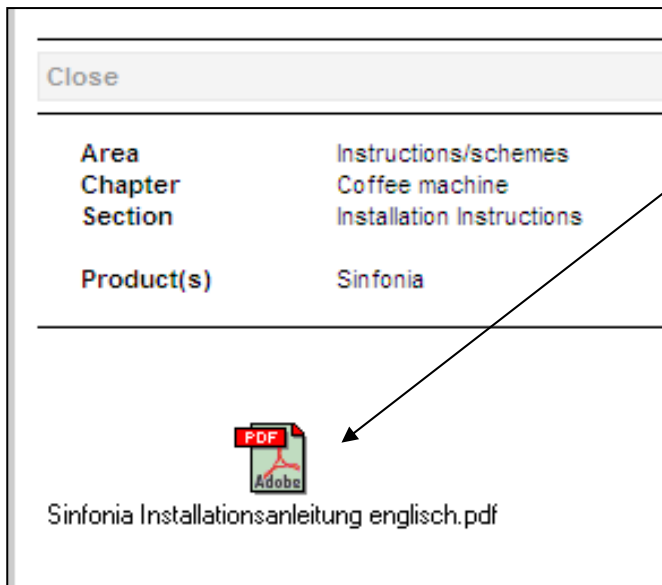 Close
Area Instructions/schemes
Chapter Coffee machine
Section Installation Instructions
Product(s) Sinfonia
PDF
Adobe
Sinfonia Installationsanleitung englisch.pdf